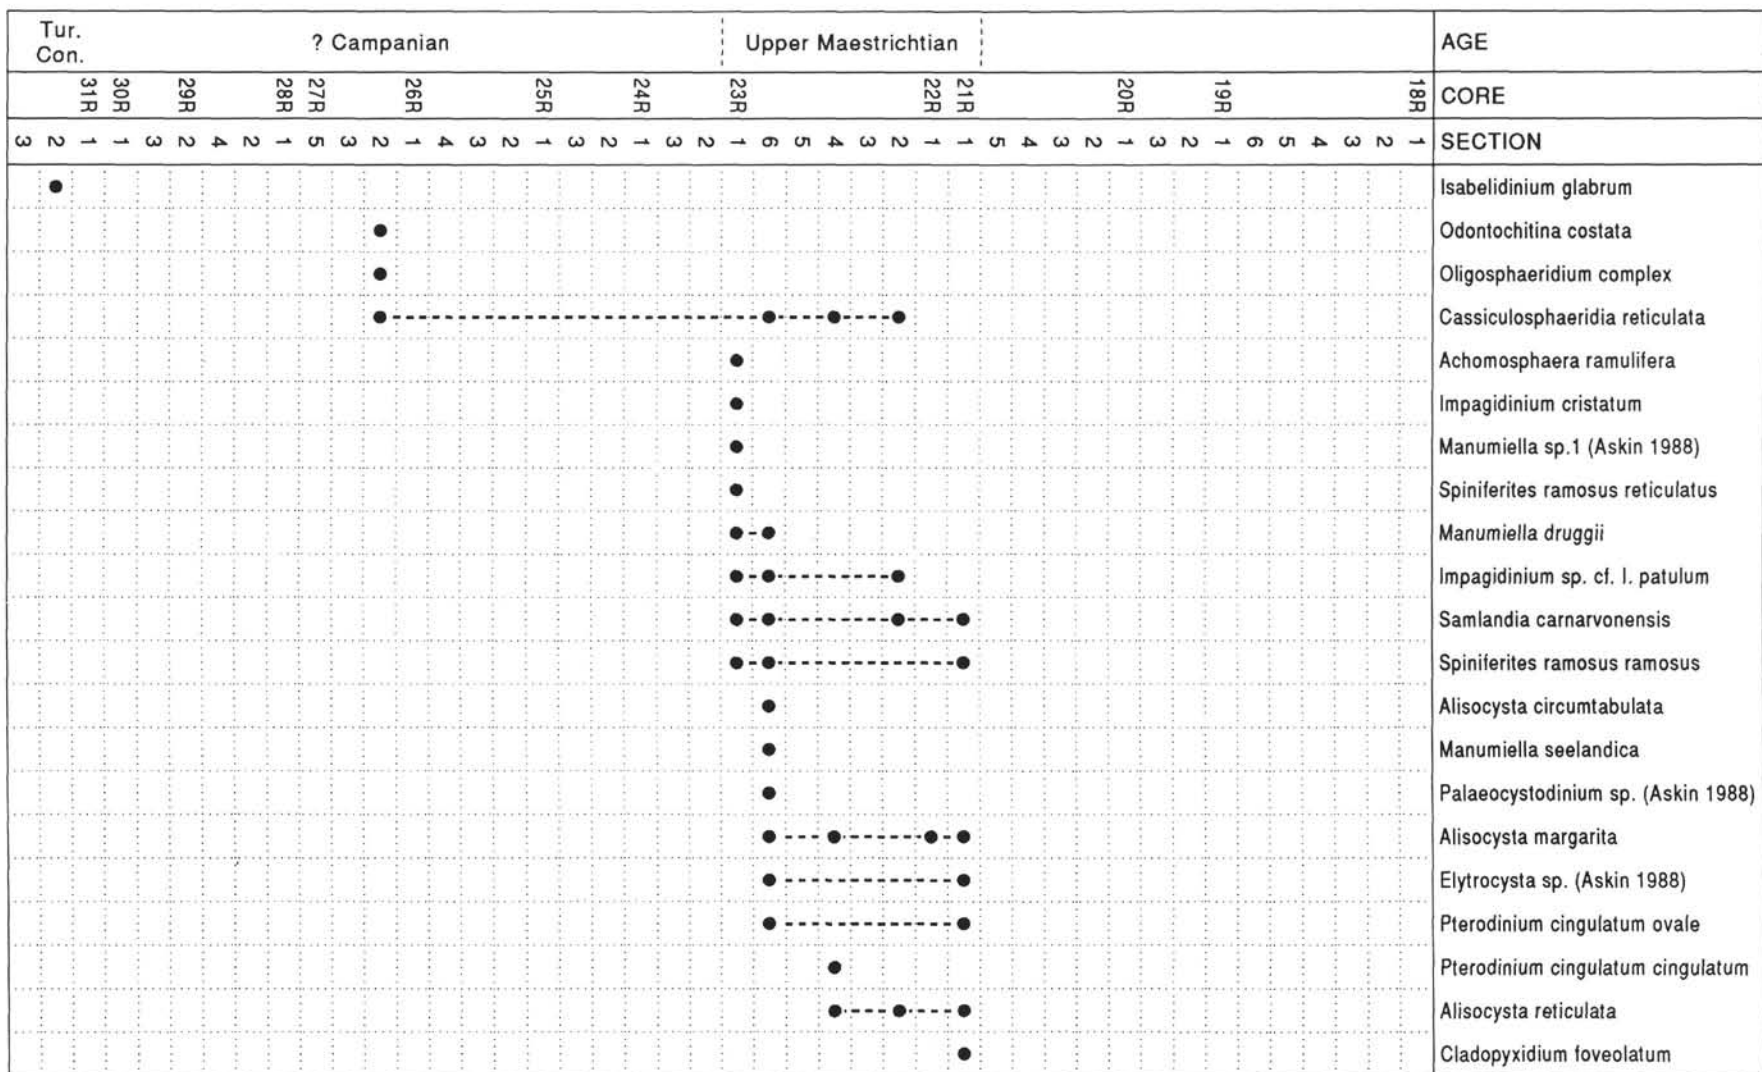 Tur.
Con.
? Campanian
Upper Maestrichtian
AGE
31R 30R 29R 28R 27R 26R 25R 24R 23R 22R 21R 20R 19R 18R CORE
3 2 1 1 3 2 4 2 1 5 3 2 1 4 3 2 1 3 2 1 3 2 1 6 5 4 3 2 1 1 5 4 3 2 1 3 2 1 6 5 4 3 2 1 SECTION
Isabelidinium glabrum
Odontochitina costata
Oligosphaeridium complex
Cassiculosphaeridia reticulata
Achomosphaera ramulifera
Impagidinium cristatum
Manumiella sp.1 (Askin 1988)
Spiniferites ramosus reticulatus
Manumiella druggii
Impagidinium sp. cf. I. patulum
Samlandia carnarvonensis
Spiniferites ramosus ramosus
Alisocysta circumtabulata
Manumiella seelandica
Palaeocystodinium sp. (Askin 1988)
Alisocysta margarita
Elytrocysta sp. (Askin 1988)
Pterodinium cingulatum ovale
Pterodinium cingulatum cingulatum
Alisocysta reticulata
Cladopyxidium foveolatum